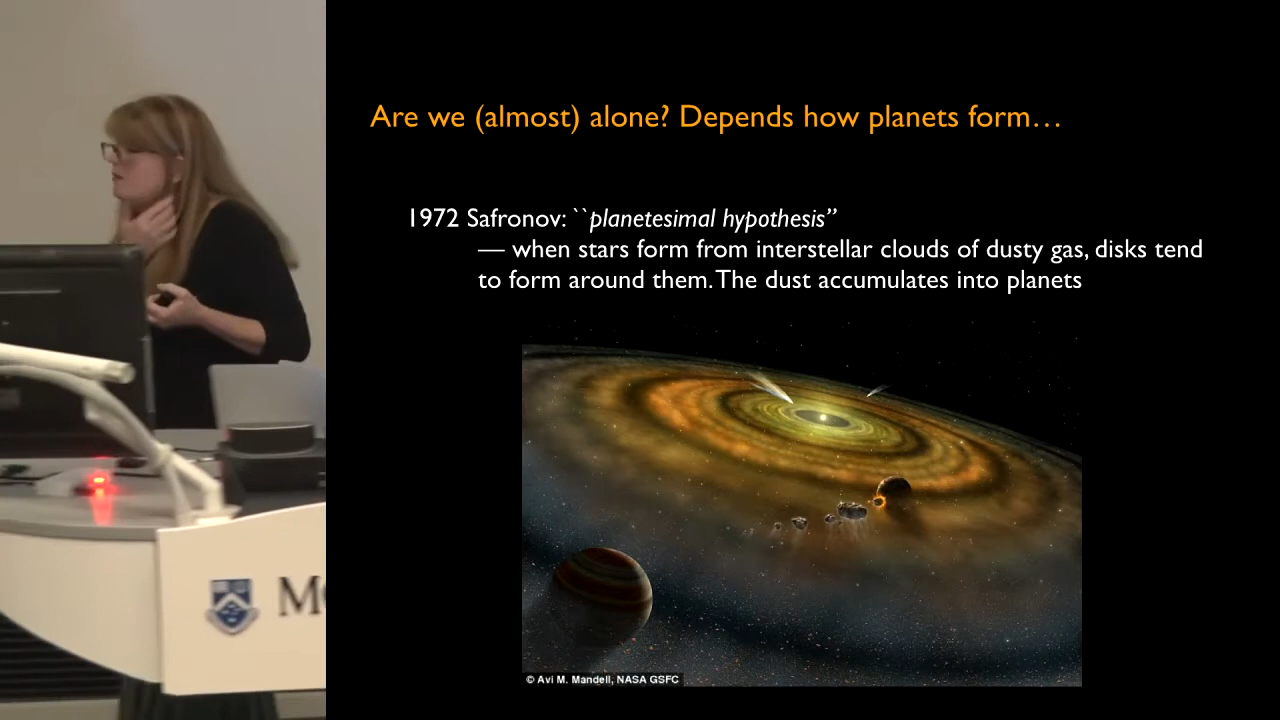 Are we (almost) alone? Depends how planets form…
1972 Safronov: ``planetesimal hypothesis”
— when stars form from interstellar clouds of dusty gas, disks tend
to form around them. The dust accumulates into planets
© Avi M. Mandell, NASA GSFC